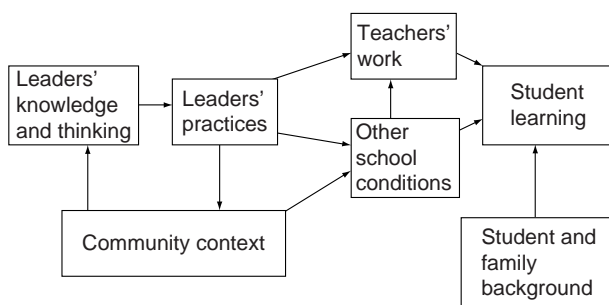 Leaders’
knowledge
and thinking
Leaders’
practices
Teachers’
work
Other
school
conditions
Student
learning
Community context
Student and
family
background